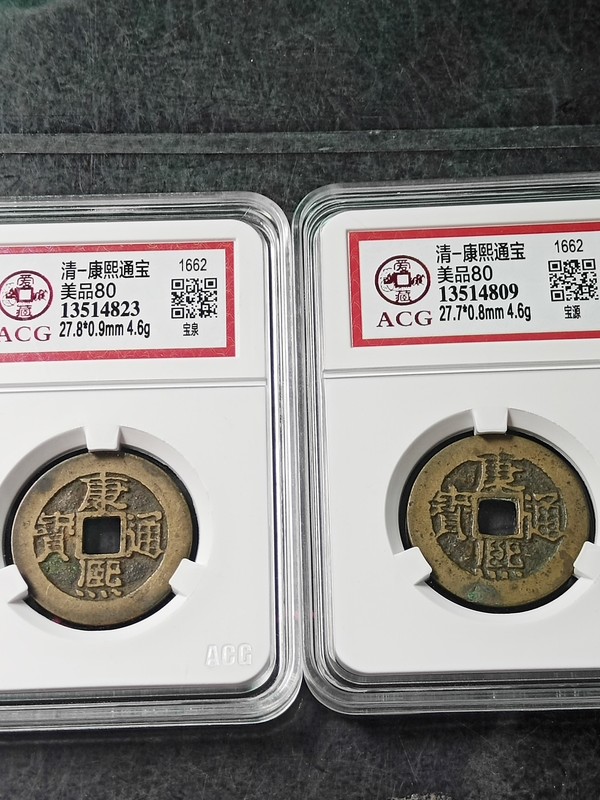 清-康熙通宝
1662
美品80
13514823
ACG
27.8*0.9mm 4.6g
宝泉
康熙通寶
ACG
清-康熙通宝
1662
美品80
13514809
ACG
27.7*0.8mm 4.6g
宝源
康熙通寶